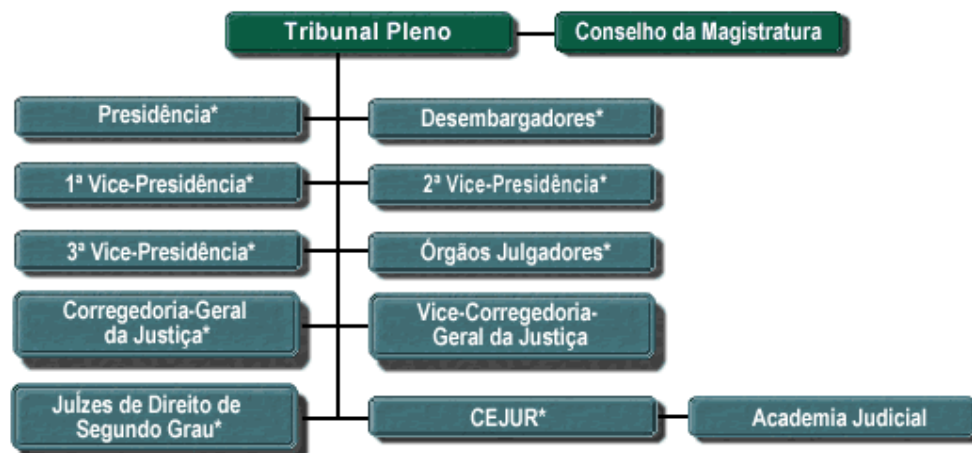 Tribunal Pleno
Conselho da Magistratura
Presidência*
Desembargadores*
1ª Vice-Presidência*
2ª Vice-Presidência*
3ª Vice-Presidência*
Órgãos Julgadores*
Corregedoria-Geral
da Justiça*
Vice-Corregedoria-
Geral da Justiça
Juízes de Direito de
Segundo Grau*
CEJUR*
Academia Judicial